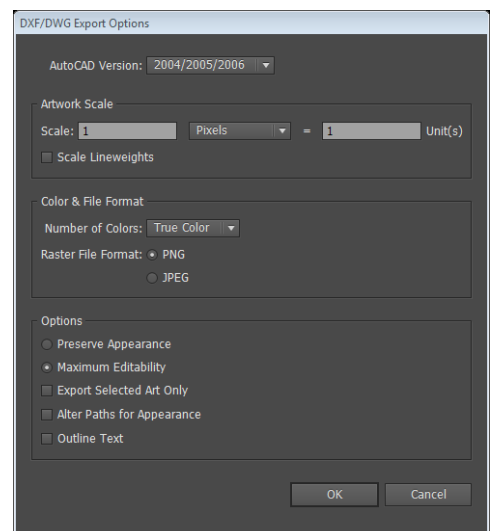 DXF/DWG Export Options
AutoCAD Version: 2004/2005/2006
Artwork Scale
Scale: 1 Pixels = 1 Unit(s)
Scale Lineweights
Color & File Format
Number of Colors: True Color
Raster File Format: PNG
JPEG
Options
Preserve Appearance
Maximum Editability
Export Selected Art Only
Alter Paths for Appearance
Outline Text
OK Cancel